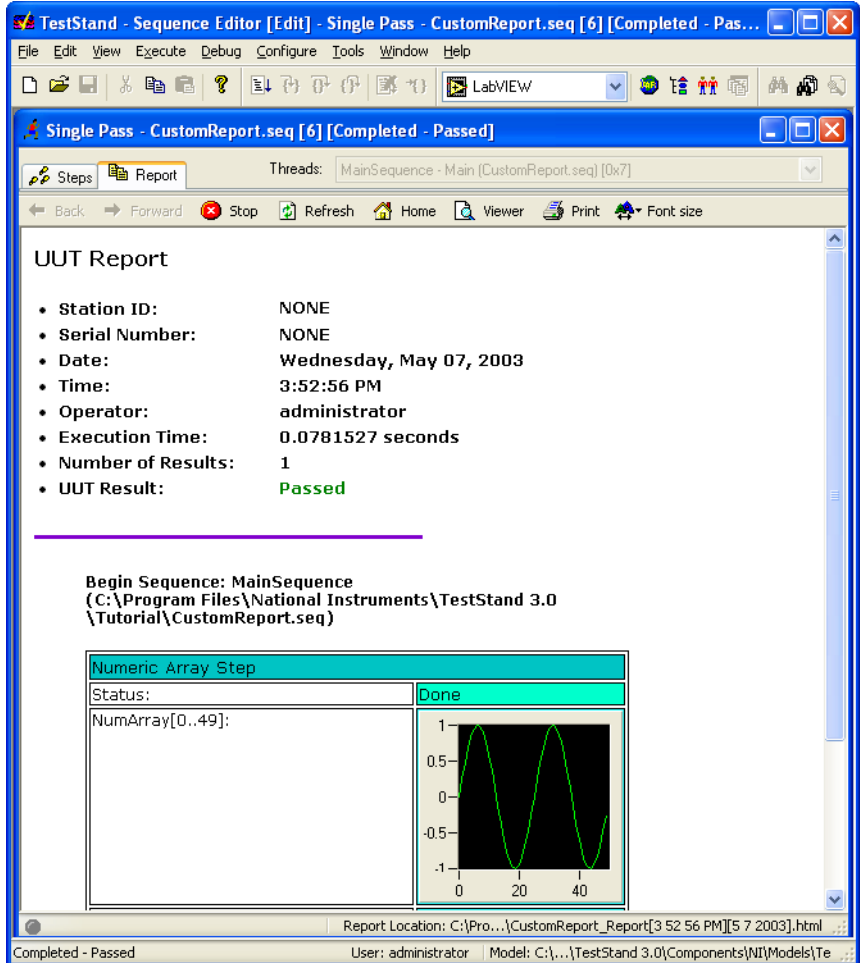 TestStand - Sequence Editor [Edit] - Single Pass - CustomReport.seq [6] [Completed - Pas...
File Edit View Execute Debug Configure Tools Window Help
LabVIEW
Single Pass - CustomReport.seq [6] [Completed - Passed]
Steps Report Threads: MainSequence - Main (CustomReport.seq) [0x7]
Back Forward Stop Refresh Home Viewer Print Font size
UUT Report
• Station ID: NONE
• Serial Number: NONE
• Date: Wednesday, May 07, 2003
• Time: 3:52:56 PM
• Operator: administrator
• Execution Time: 0.0781527 seconds
• Number of Results: 1
• UUT Result: Passed
Begin Sequence: MainSequence
(C:\Program Files\National Instruments\TestStand 3.0
\Tutorial\CustomReport.seq)
Numeric Array Step
Status: Done
NumArray[0..49]:
1
0.5
0
-0.5
-1
0 20 40
Report Location: C:\Pro...\CustomReport_Report[3 52 56 PM][5 7 2003].html
Completed - Passed User: administrator Model: C:\...\TestStand 3.0\Components\NI\Models\Te